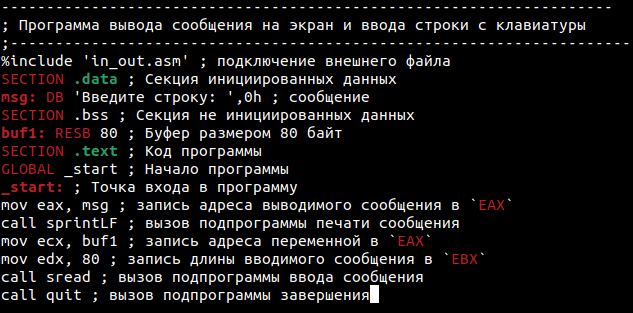 --------------------------------------------------------------------
; Программа вывода сообщения на экран и ввода строки с клавиатуры
;---------------------------------------------------------------------
%include 'in_out.asm' ; подключение внешнего файла
SECTION .data ; Секция инициированных данных
msg: DB 'Введите строку: ',0h ; сообщение
SECTION .bss ; Секция не инициированных данных
buf1: RESB 80 ; Буфер размером 80 байт
SECTION .text ; Код программы
GLOBAL _start ; Начало программы
_start: ; Точка входа в программу
mov eax, msg ; запись адреса выводимого сообщения в `EAX`
call sprintLF ; вызов подпрограммы печати сообщения
mov ecx, buf1 ; запись адреса переменной в `EAX`
mov edx, 80 ; запись длины вводимого сообщения в `EBX`
call sread ; вызов подпрограммы ввода сообщения
call quit ; вызов подпрограммы завершения